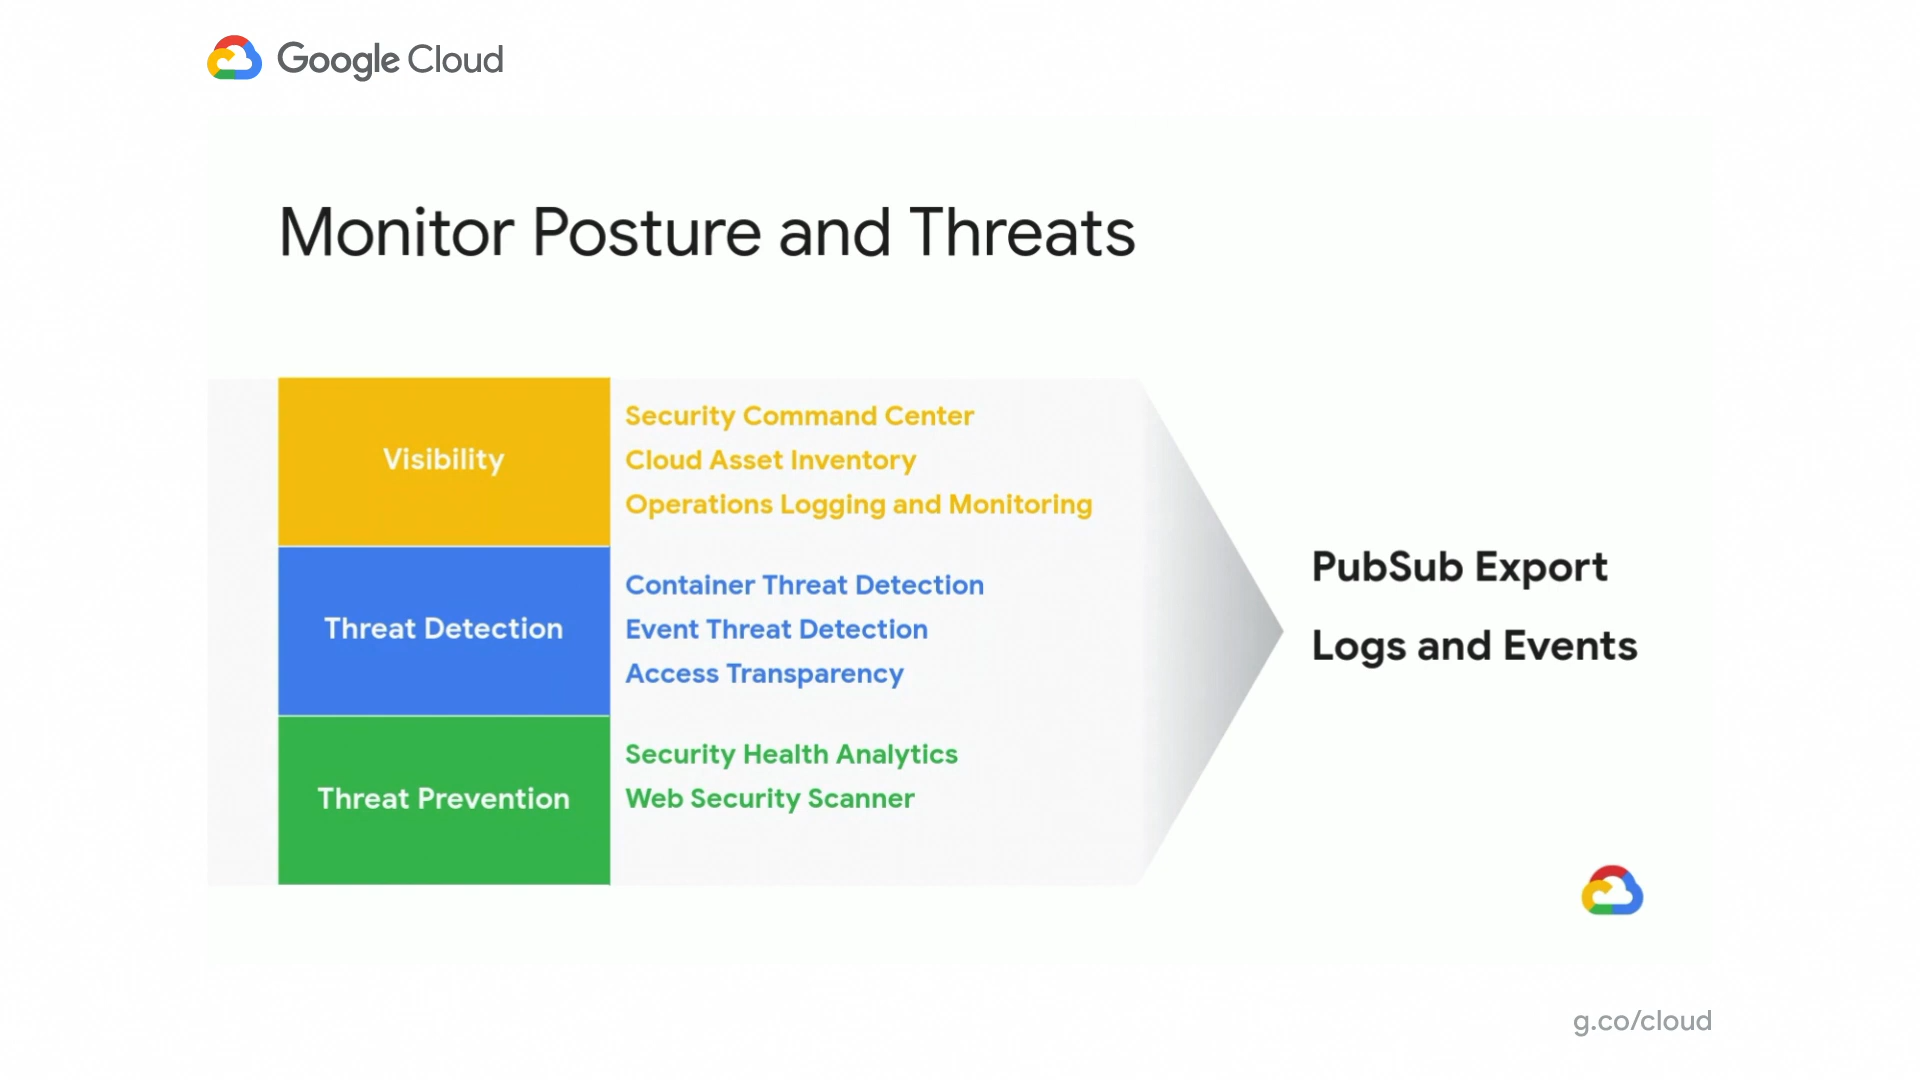 Google Cloud
Monitor Posture and Threats
Visibility
Security Command Center
Cloud Asset Inventory
Operations Logging and Monitoring
Threat Detection
Container Threat Detection
Event Threat Detection
Access Transparency
Threat Prevention
Security Health Analytics
Web Security Scanner
PubSub Export
Logs and Events
g.co/cloud